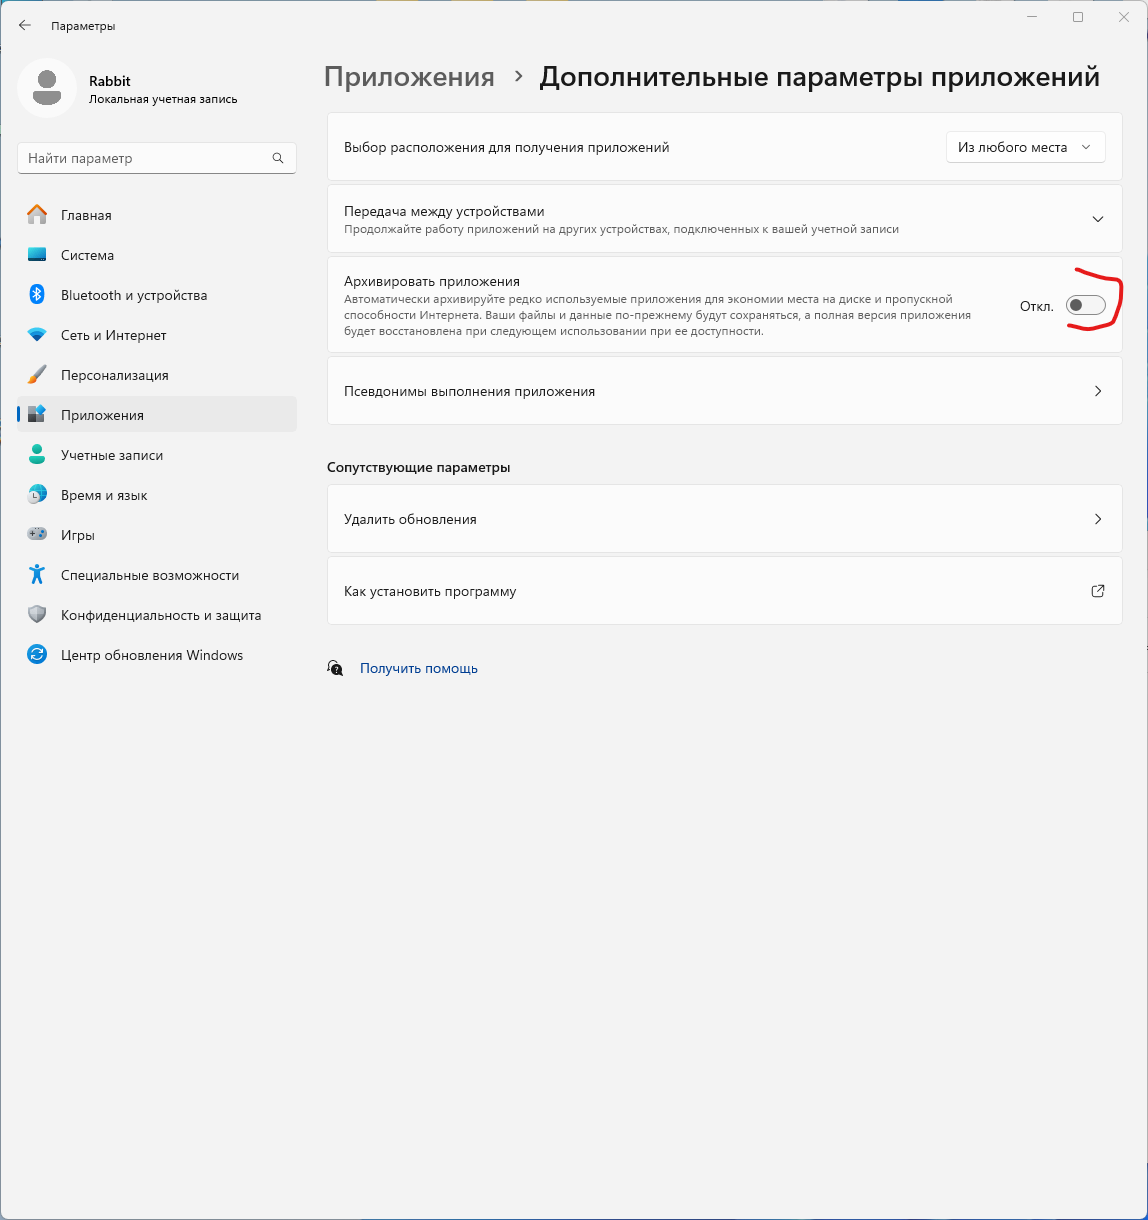 Параметры
Rabbit
Локальная учетная запись
Найти параметр
Главная
Система
Bluetooth и устройства
Сеть и Интернет
Персонализация
Приложения
Учетные записи
Время и язык
Игры
Специальные возможности
Конфиденциальность и защита
Центр обновления Windows
Приложения > Дополнительные параметры приложений
Выбор расположения для получения приложений
Из любого места
Передача между устройствами
Продолжайте работу приложений на других устройствах, подключенных к вашей учетной записи
Архивировать приложения
Автоматически архивируйте редко используемые приложения для экономии места на диске и пропускной
способности Интернета. Ваши файлы и данные по-прежнему будут сохраняться, а полная версия приложения
будет восстановлена при следующем использовании при ее доступности.
Откл.
Псевдонимы выполнения приложения
Сопутствующие параметры
Удалить обновления
Как установить программу
Получить помощь